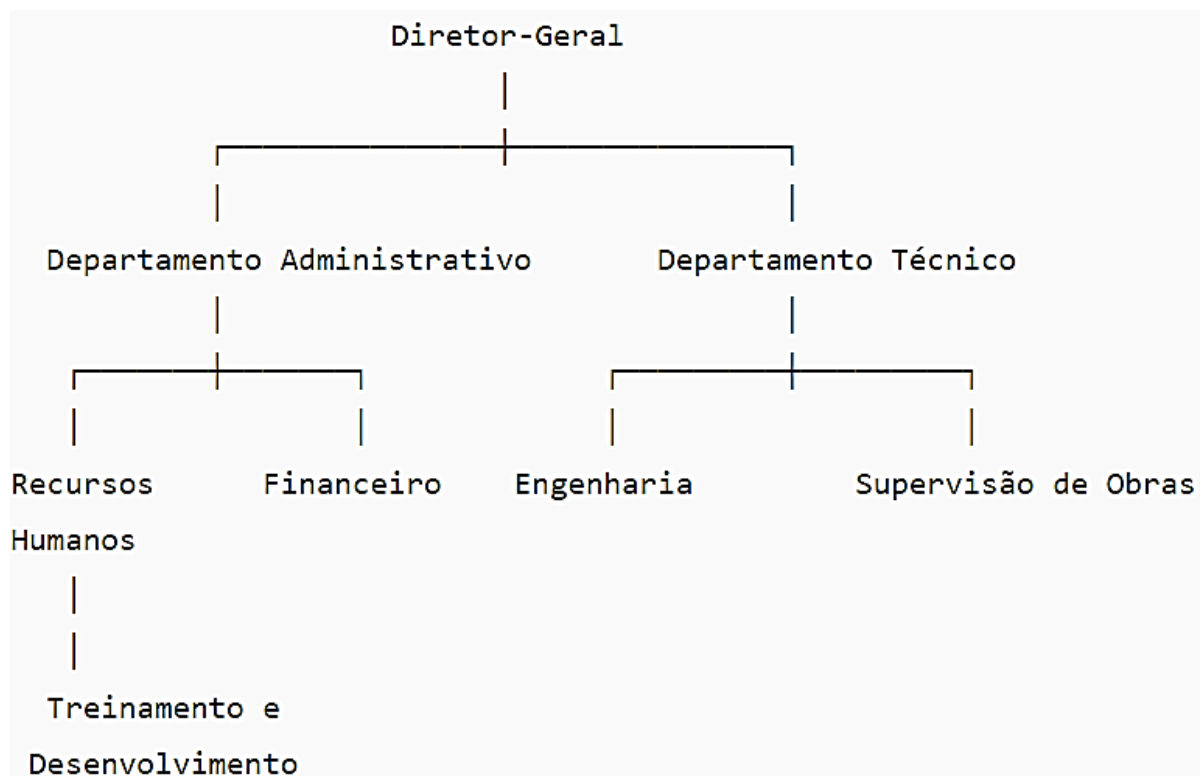 Diretor-Geral
Departamento Administrativo Departamento Técnico
Recursos Financeiro Engenharia Supervisão de Obras
Humanos
Treinamento e
Desenvolvimento